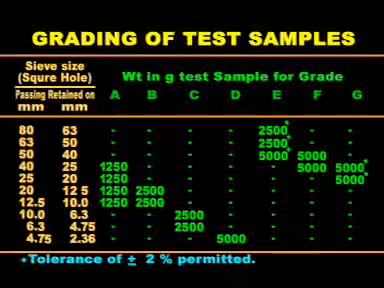 GRADING OF TEST SAMPLES
Sieve size
(Squre Hole)
Wt in g test Sample for Grade
Passing Retained on
mm mm
A B C D E F G
80 63 - - - - 2500* - -
63 50 - - - - 2500* - -
50 40 - - - - 5000* 5000 -
40 25 1250 - - - - 5000 5000*
25 20 1250 - - - - - 5000*
20 12 5 1250 2500 - - - - -
12.5 10.0 1250 2500 - - - - -
10.0 6.3 - - 2500 - - - -
6.3 4.75 - - 2500 - - - -
4.75 2.36 - - - 5000 - - -
*Tolerance of ± 2 % permitted.